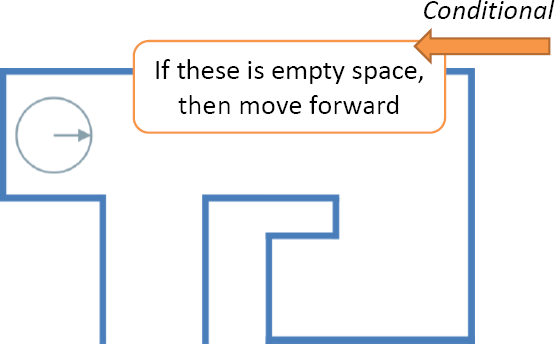 Conditional
If these is empty space,
then move forward